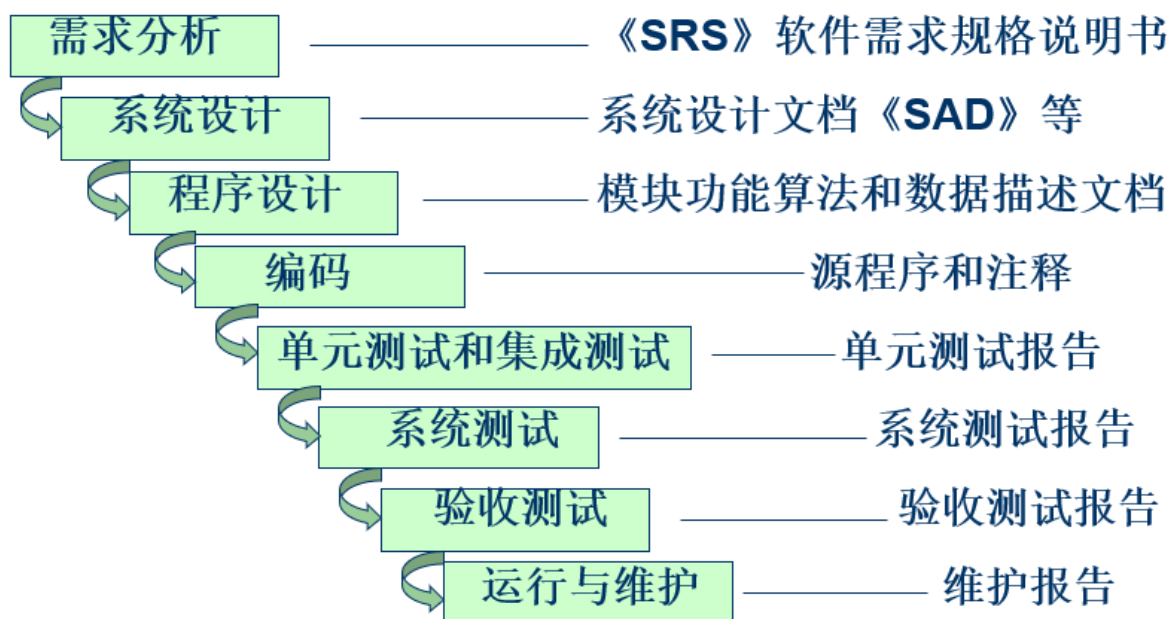 需求分析 《SRS》软件需求规格说明书
系统设计 系统设计文档《SAD》等
程序设计 模块功能算法和数据描述文档
编码 源程序和注释
单元测试和集成测试 单元测试报告
系统测试 系统测试报告
验收测试 验收测试报告
运行与维护 维护报告